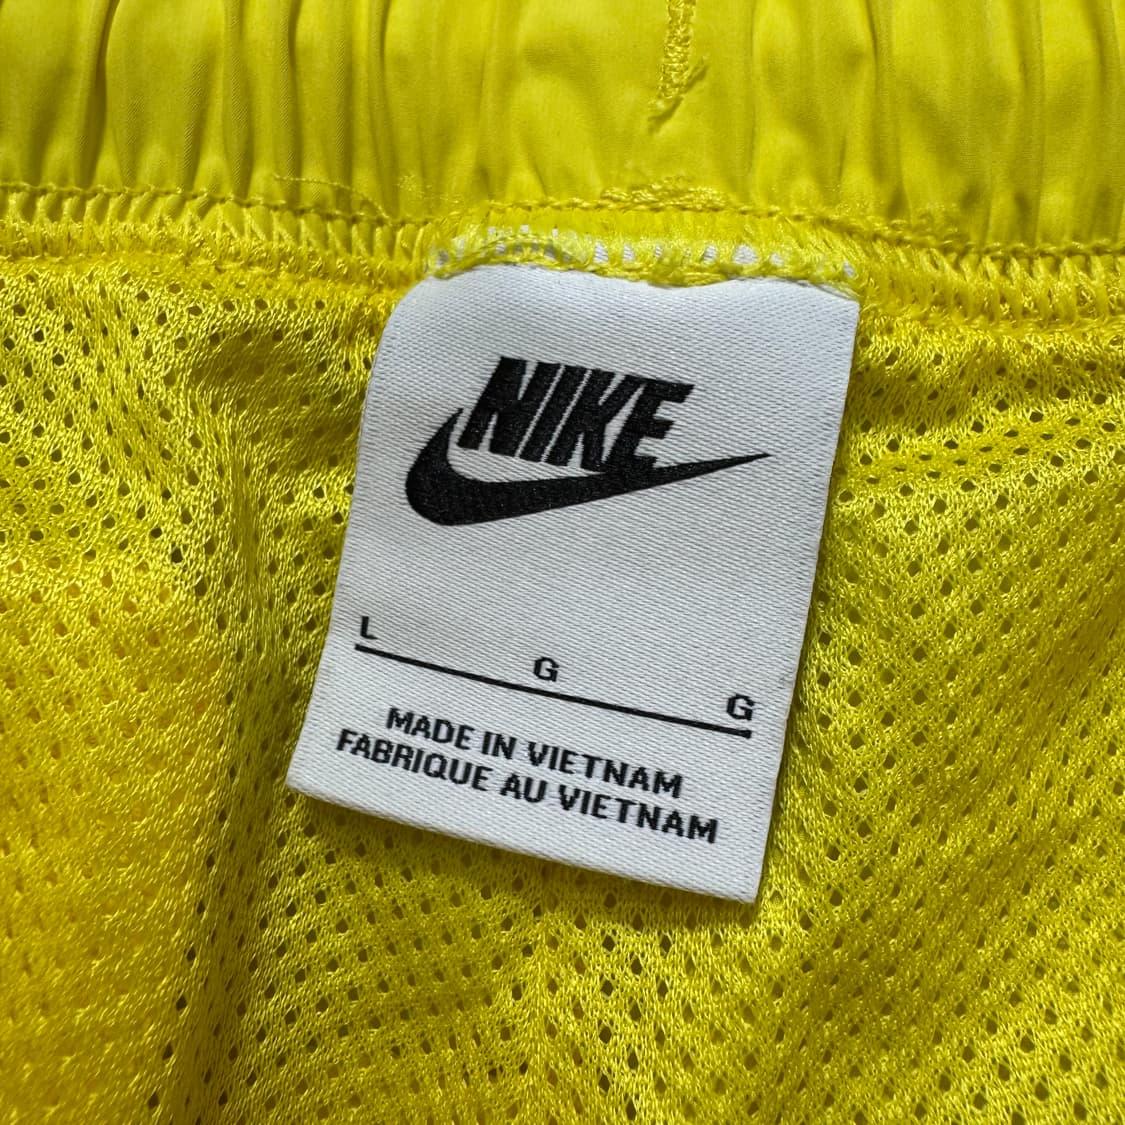 NIKE
L G G
MADE IN VIETNAM
FABRIQUE AU VIETNAM